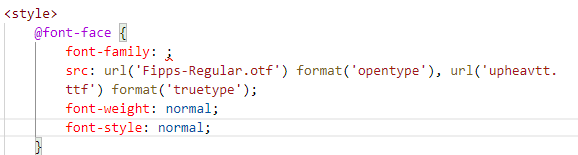 <style>
@font-face {
font-family: ;
src: url('Fipps-Regular.otf') format('opentype'), url('upheavtt.
ttf') format('truetype');
font-weight: normal;
font-style: normal;
}